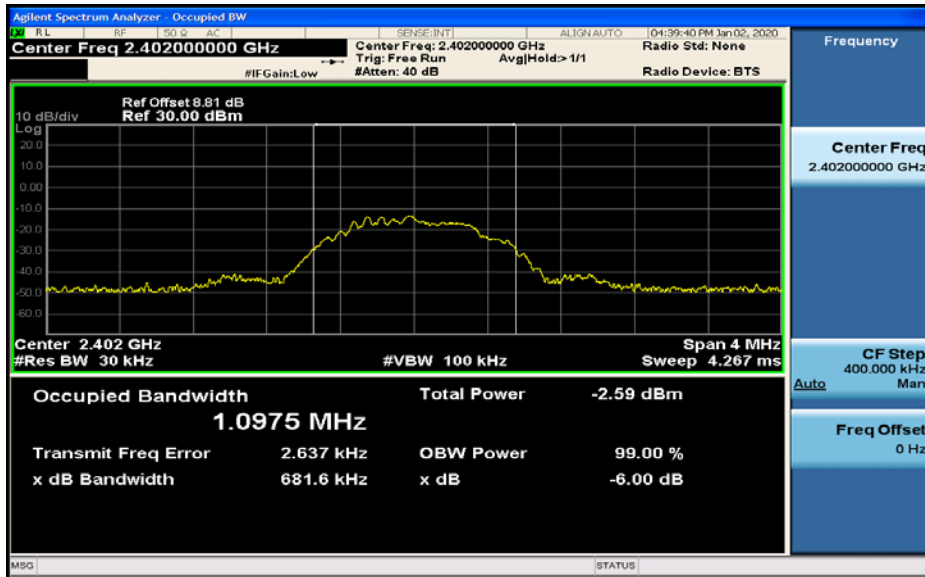 Agilent Spectrum Analyzer - Occupied BW
LXI RL RF 50 Ω AC SENSE:INT ALIGN AUTO 04:39:40 PM Jan 02, 2020
Center Freq 2.402000000 GHz
Center Freq: 2.402000000 GHz
Radio Std: None
Trig: Free Run Avg|Hold:> 1/1
#IFGain:Low
#Atten: 40 dB
Radio Device: BTS
Ref Offset 8.81 dB
10 dB/div Ref 30.00 dBm
Log
20.0
10.0
0.00
-10.0
-20.0
-30.0
-40.0
-50.0
-60.0
Center 2.402 GHz Span 4 MHz
#Res BW 30 kHz #VBW 100 kHz Sweep 4.267 ms
Occupied Bandwidth Total Power -2.59 dBm
1.0975 MHz
Transmit Freq Error 2.637 kHz OBW Power 99.00 %
x dB Bandwidth 681.6 kHz x dB -6.00 dB
MSG STATUS
Frequency
Center Freq
2.402000000 GHz
CF Step
400.000 kHz
Auto Man
Freq Offset
0 Hz